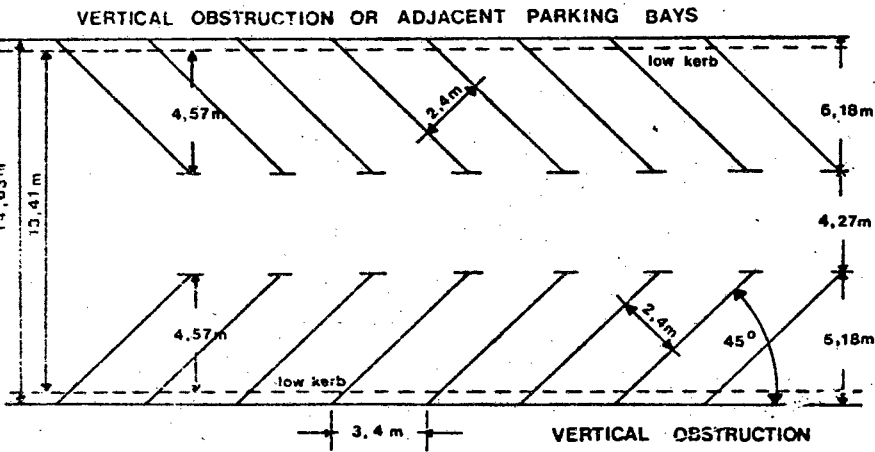 VERTICAL OBSTRUCTION OR ADJACENT PARKING BAYS
low kerb
4,57m
2,4m
5,18m
13,41m
4,27m
4,57m
2,4m
45°
5,18m
low kerb
3,4 m
VERTICAL OBSTRUCTION